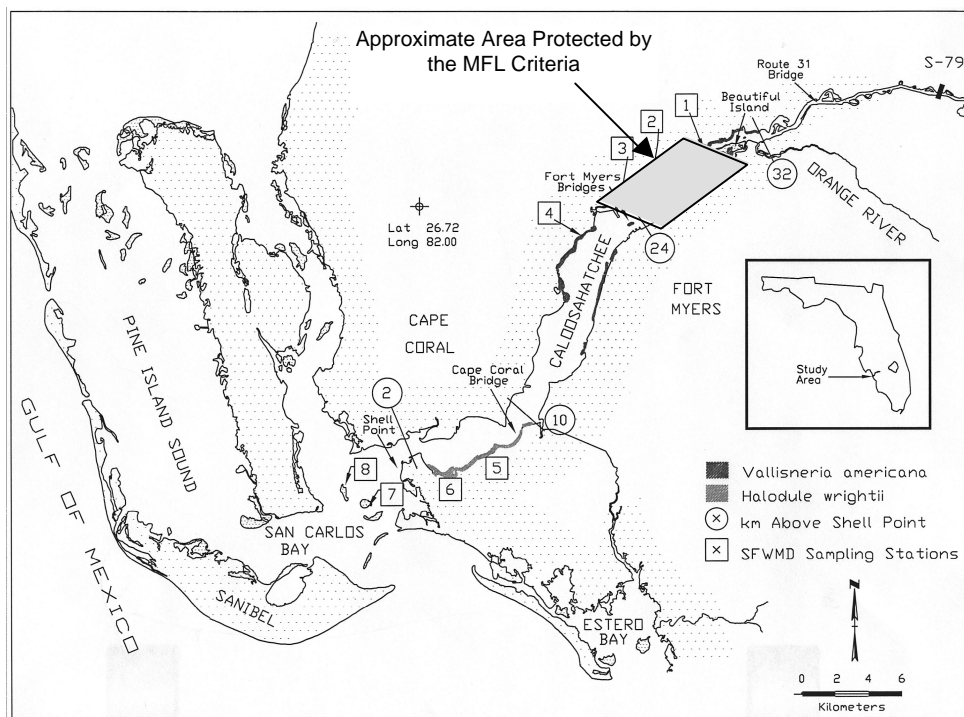 Approximate Area Protected by
the MFL Criteria
Route 31
Bridge
S-79
Beautiful
Island
1
2
3
32
ORANGE RIVER
Fort Myers
Bridges
4
24
Lat 26.72
Long 82.00
CALOOSAHATCHEE
FORT
MYERS
CAPE
CORAL
Study
Area
PINE ISLAND SOUND
GULF OF MEXICO
Cape Coral
Bridge
2
10
Shell
Point
5
6
8
7
SAN CARLOS
BAY
SANIBEL
ESTERO
BAY
Vallisneria americana
Halodule wrightii
× km Above Shell Point
× SFWMD Sampling Stations
N
0 2 4 6
Kilometers